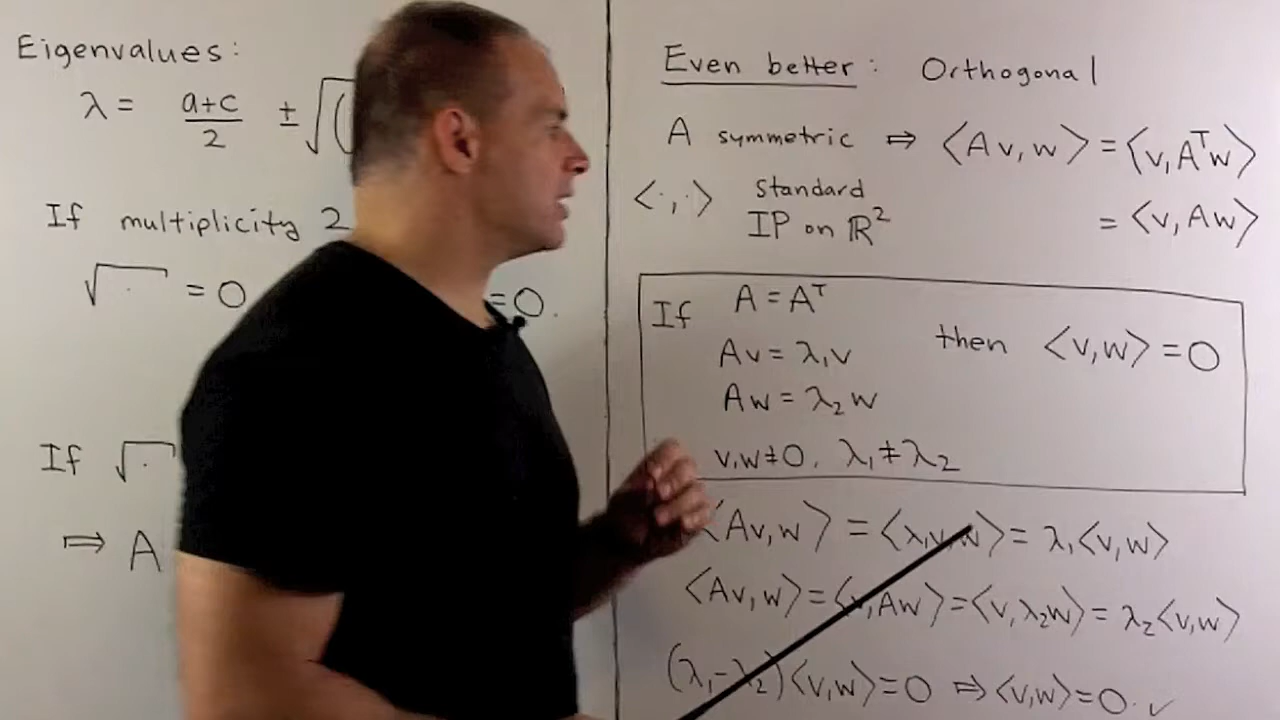 Eigenvalues:
λ = a+c/2 ± √(
If multiplicity 2
√· = 0 =0.
If √·
⇒ A
Even better: Orthogonal
A symmetric ⇒ ⟨Av,w⟩ = ⟨v,Aᵀw⟩
⟨·,·⟩ standard
IP on ℝ²
= ⟨v,Aw⟩
If A = Aᵀ
Av = λ₁v
then ⟨v,w⟩ = 0
Aw = λ₂w
v,w≠0, λ₁≠λ₂
⟨Av,w⟩ = ⟨λ₁v,w⟩ = λ₁⟨v,w⟩
⟨Av,w⟩ = ⟨v,Aw⟩ = ⟨v,λ₂w⟩ = λ₂⟨v,w⟩
(λ₁-λ₂)⟨v,w⟩ = 0 ⇒ ⟨v,w⟩ = 0. ✓